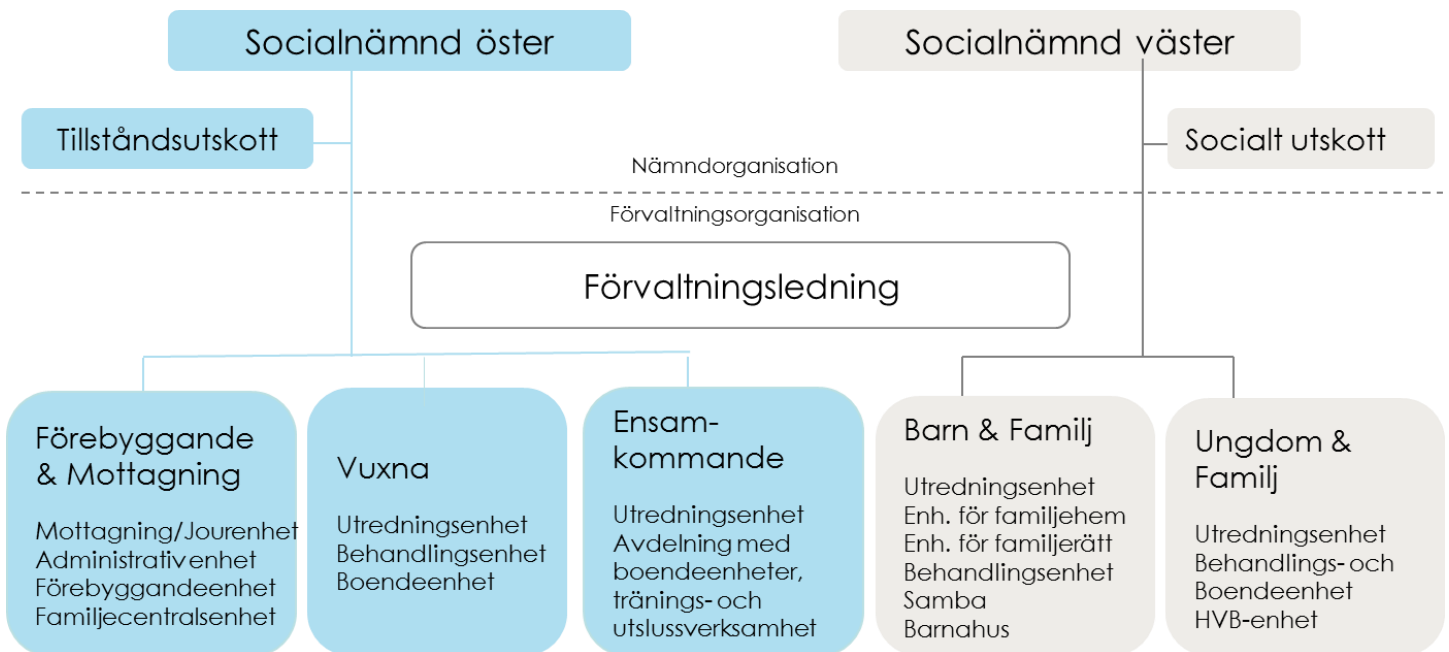 Socialnämnd öster
Socialnämnd väster
Tillståndsutskott
Socialt utskott
Nämndorganisation
Förvaltningsorganisation
Förvaltningsledning
Förebyggande
& Mottagning
Mottagning/Jourenhet
Administrativ enhet
Förebyggandeenhet
Familjecentralsenhet
Vuxna
Utredningsenhet
Behandlingsenhet
Boendeenhet
Ensam-
kommande
Utredningsenhet
Avdelning med
boendeenheter,
tränings- och
utslussverksamhet
Barn & Familj
Utredningsenhet
Enh. för familjehem
Enh. för familjerätt
Behandlingsenhet
Samba
Barnahus
Ungdom &
Familj
Utredningsenhet
Behandlings- och
Boendeenhet
HVB-enhet